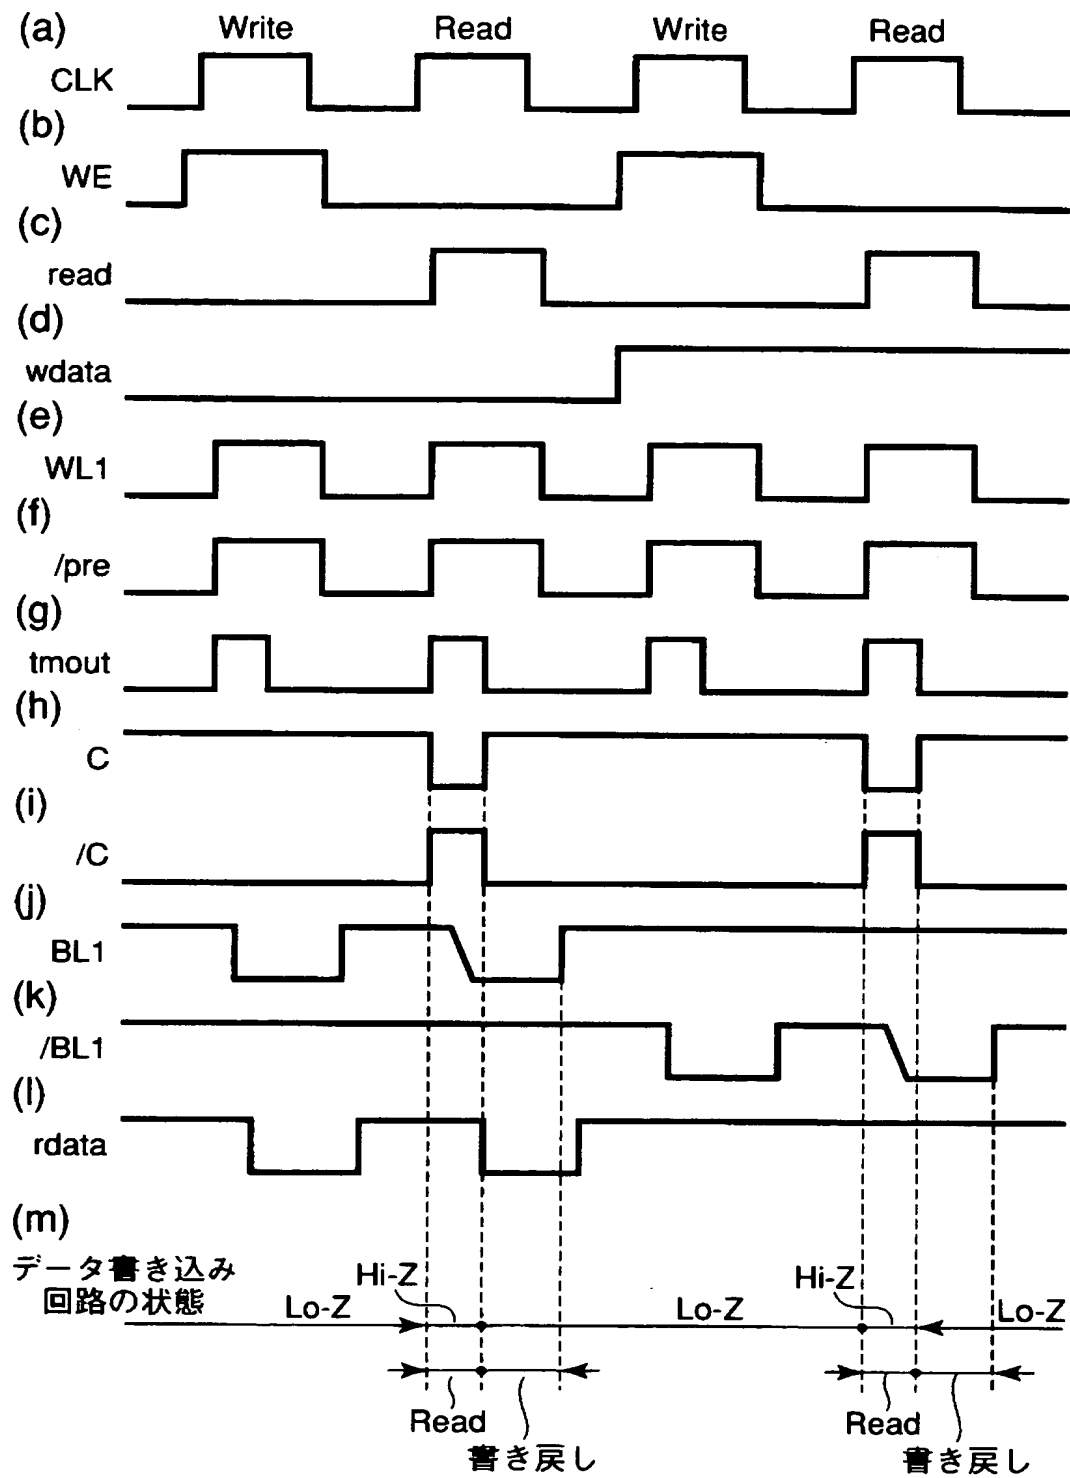 (a)
Write Read Write Read
CLK
(b)
WE
(c)
read
(d)
wdata
(e)
WL1
(f)
/pre
(g)
tmout
(h)
C
(i)
/C
(j)
BL1
(k)
/BL1
(l)
rdata
(m)
データ書き込み
回路の状態
Hi-Z Hi-Z
Lo-Z Lo-Z Lo-Z
Read Read
書き戻し 書き戻し